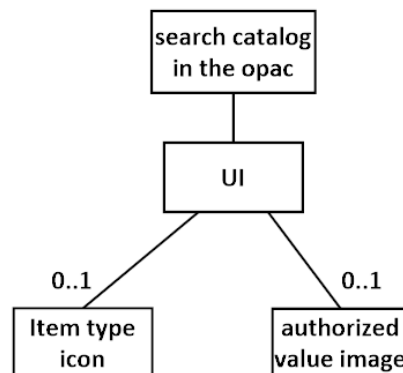 search catalog
in the opac
UI
0..1
0..1
Item type
icon
authorized
value image